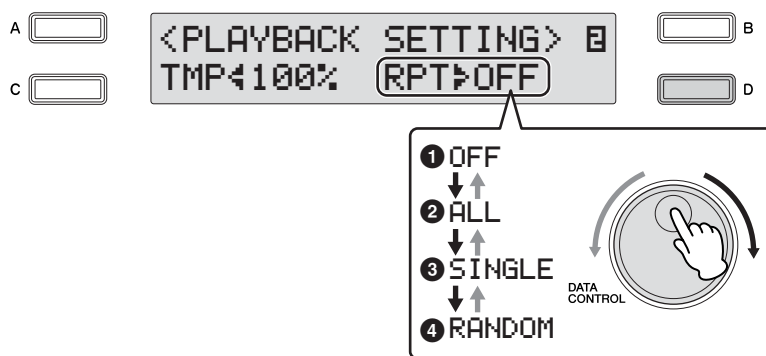 A
<PLAYBACK SETTING> 2
B
C
TMP 100% RPT OFF
D
1 OFF
2 ALL
3 SINGLE
4 RANDOM
DATA
CONTROL